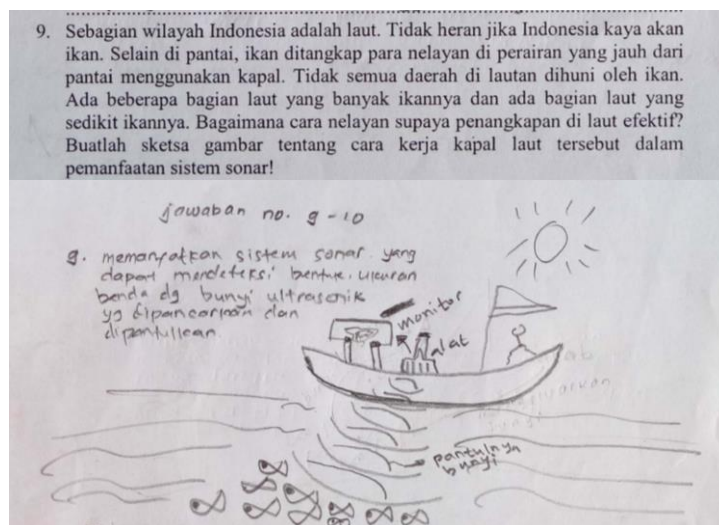 9. Sebagian wilayah Indonesia adalah laut. Tidak heran jika Indonesia kaya akan
ikan. Selain di pantai, ikan ditangkap para nelayan di perairan yang jauh dari
pantai menggunakan kapal. Tidak semua daerah di lautan dihuni oleh ikan.
Ada beberapa bagian laut yang banyak ikannya dan ada bagian laut yang
sedikit ikannya. Bagaimana cara nelayan supaya penangkapan di laut efektif?
Buatlah sketsa gambar tentang cara kerja kapal laut tersebut dalam
pemanfaatan sistem sonar!
jawaban no. 9 - 10
9. memanfatkan sistem sonar yang
dapat mendeteksi bentuk, ukuran
benda dg bunyi ultrasonik
yg dipancarkan dan
dipantulkan
monitor
alat
pantulnya
bunyi